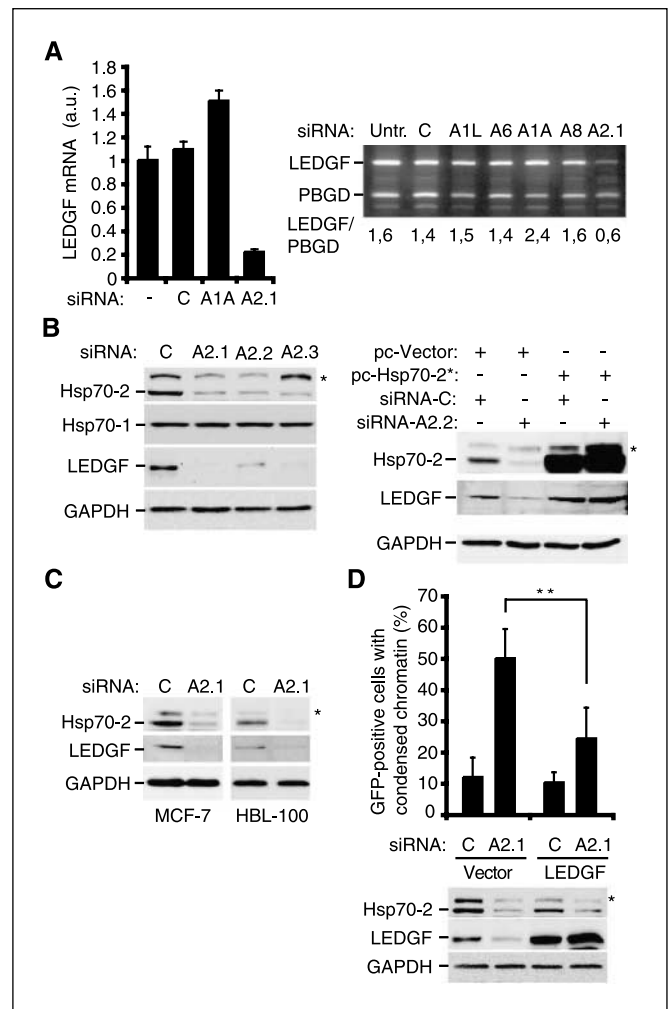 A
LEDGF mRNA (a.u.)
1.8
1.6
1.4
1.2
1
0.8
0.6
0.4
0.2
0
siRNA: - C A1A A2.1
siRNA: Untr. C A1L A6 A1A A8 A2.1
LEDGF
PBGD
LEDGF/
PBGD
1,6 1,4 1,5 1,4 2,4 1,6 0,6
B
siRNA: C A2.1 A2.2 A2.3
*
Hsp70-2
Hsp70-1
LEDGF
GAPDH
pc-Vector: + + - -
pc-Hsp70-2*: - - + +
siRNA-C: + - + -
siRNA-A2.2: - + - +
*
Hsp70-2
LEDGF
GAPDH
C
siRNA: C A2.1 C A2.1
*
Hsp70-2
LEDGF
GAPDH
MCF-7 HBL-100
D
GFP-positive cells with
condensed chromatin (%)
70
60
50
40
30
20
10
0
**
siRNA: C A2.1 C A2.1
Vector LEDGF
*
Hsp70-2
LEDGF
GAPDH